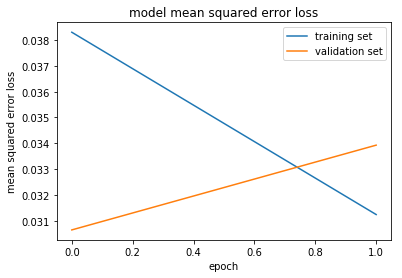 model mean squared error loss
training set
validation set
mean squared error loss
0.038
0.037
0.036
0.035
0.034
0.033
0.032
0.031
0.0 0.2 0.4 0.6 0.8 1.0
epoch